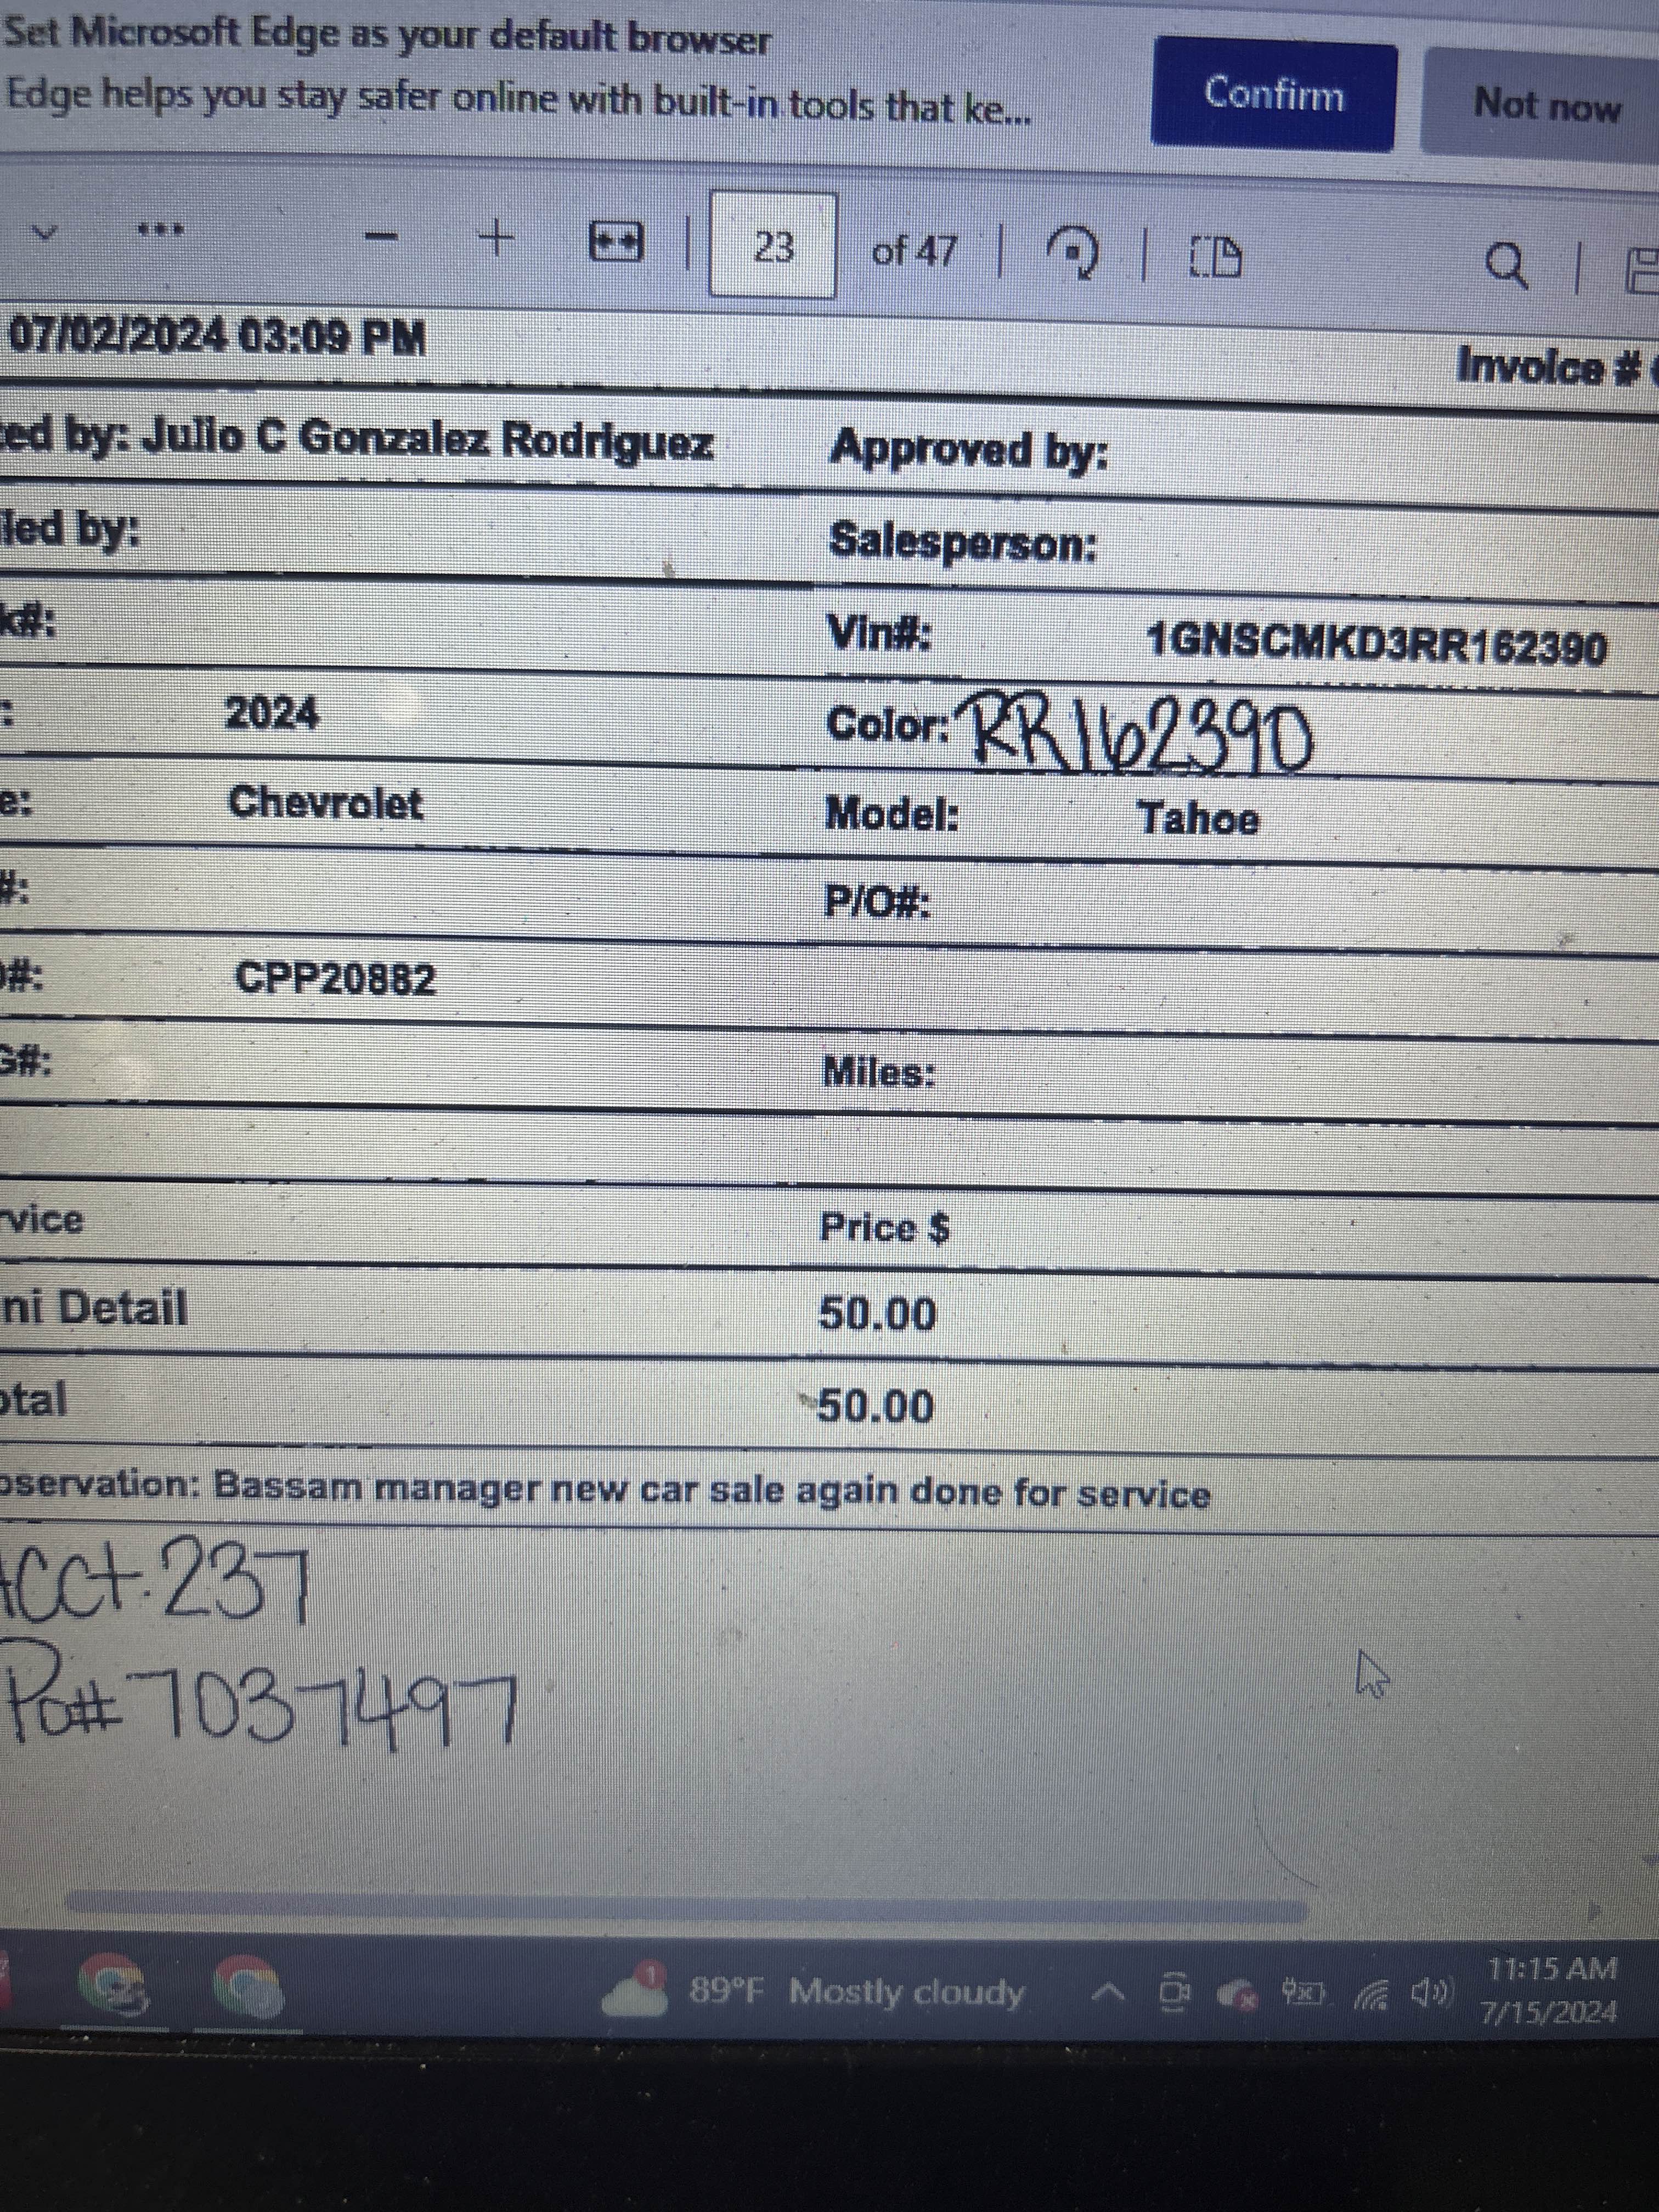 Set Microsoft Edge as your default browser
Edge helps you stay safer online with built-in tools that ke...
Confirm
Not now
23 of 47
07/02/2024 03:09 PM
Invoice #
ed by: Julio C Gonzalez Rodriguez
Approved by:
led by:
Salesperson:
k#:
Vin#: 1GNSCMKD3RR162390
: 2024
Color: RR162390
e: Chevrolet
Model: Tahoe
#:
P/O#:
#: CPP20882
G#:
Miles:
rvice
Price $
ni Detail
50.00
otal
50.00
servation: Bassam manager new car sale again done for service
Acct. 237
Po# 7037497
1
89°F Mostly cloudy
11:15 AM
7/15/2024